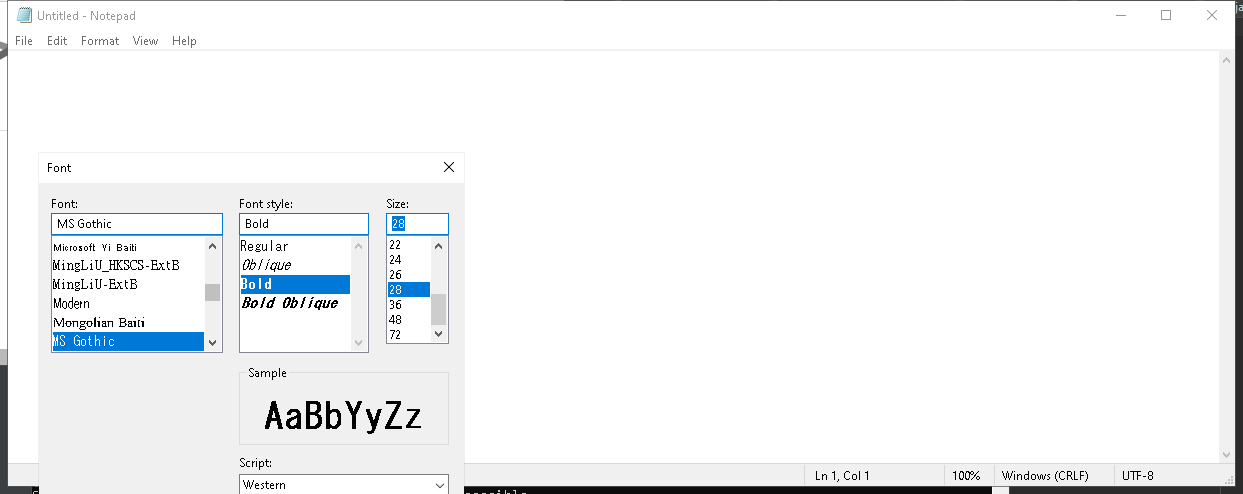 Untitled - Notepad
File Edit Format View Help
Font
Font: Font style: Size:
MS Gothic Bold 28
Microsoft Yi Baiti
MingLiU_HKSCS-ExtB
MingLiU-ExtB
Modern
Mongolian Baiti
MS Gothic
Regular
Oblique
Bold
Bold Oblique
22
24
26
28
36
48
72
Sample
AaBbYyZz
Script:
Western
Ln 1, Col 1 100% Windows (CRLF) UTF-8